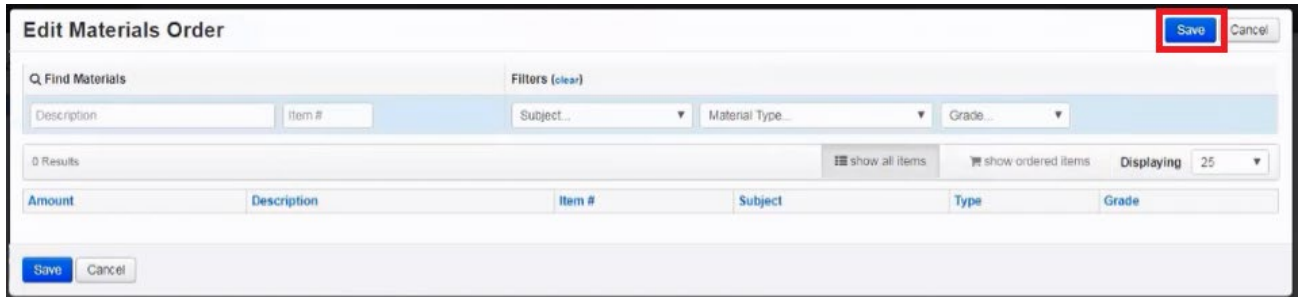 Edit Materials Order Save Cancel
Find Materials Filters (clear)
Description Item # Subject... Material Type... Grade...
0 Results show all items show ordered items Displaying 25
Amount Description Item # Subject Type Grade
Save Cancel